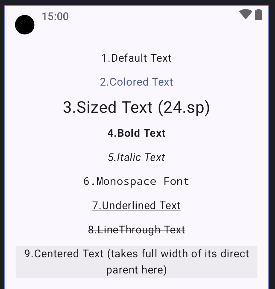 15:00
1.Default Text
2.Colored Text
3.Sized Text (24.sp)
4.Bold Text
5.Italic Text
6.Monospace Font
7.Underlined Text
8.LineThrough Text
9.Centered Text (takes full width of its direct
parent here)